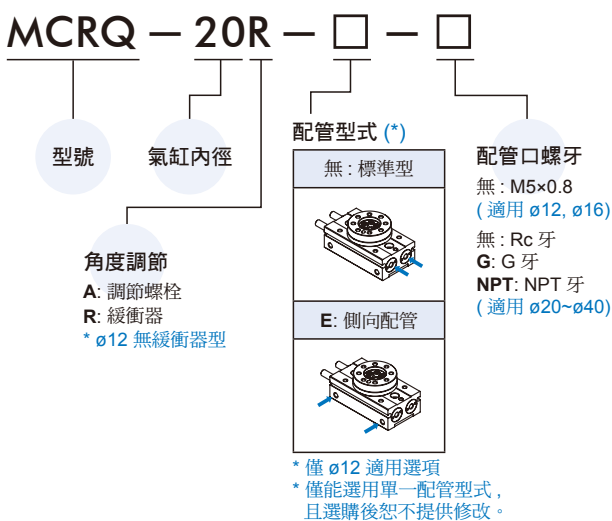 MCRQ — 20R — □ — □
型號
氣缸內徑
角度調節
A: 調節螺栓
R: 緩衝器
* ø12 無緩衝器型
配管型式 (*)
無 : 標準型
E: 側向配管
* 僅 ø12 適用選項
* 僅能選用單一配管型式 ,
且選購後恕不提供修改。
配管口螺牙
無 : M5×0.8
( 適用 ø12, ø16)
無 : Rc 牙
G: G 牙
NPT: NPT 牙
( 適用 ø20~ø40)